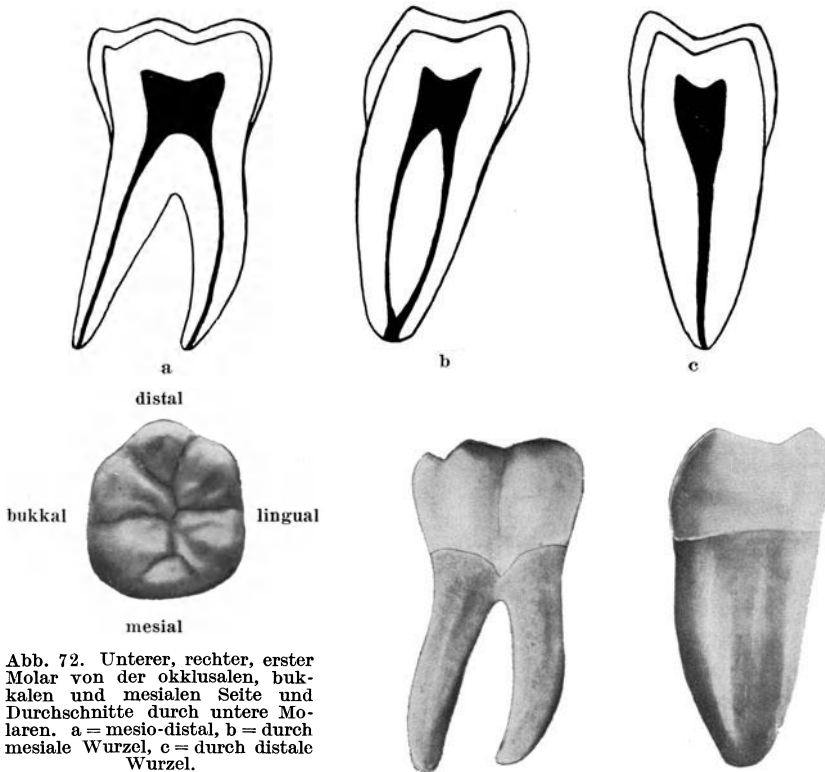 a
b
c
distal
bukkal
lingual
mesial
Abb. 72. Unterer, rechter, erster
Molar von der okklusalen, buk-
kalen und mesialen Seite und
Durchschnitte durch untere Mo-
laren. a = mesio-distal, b = durch
mesiale Wurzel, c = durch distale
Wurzel.